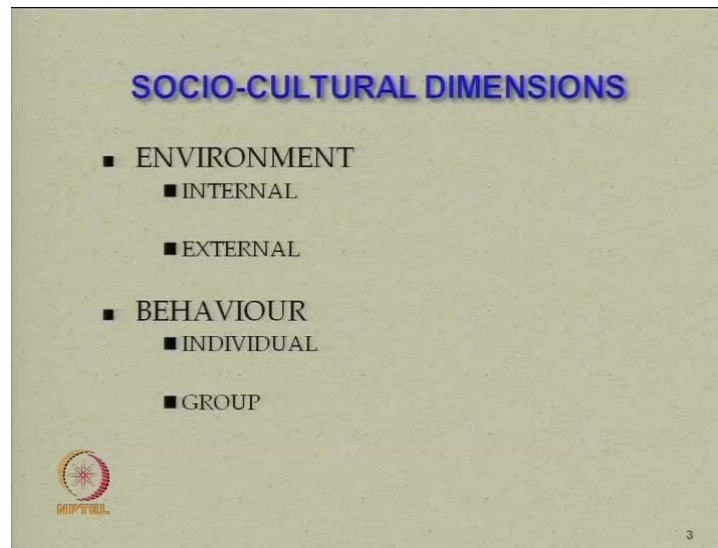 SOCIO-CULTURAL DIMENSIONS
ENVIRONMENT
INTERNAL
EXTERNAL
BEHAVIOUR
INDIVIDUAL
GROUP
NPTEL
3